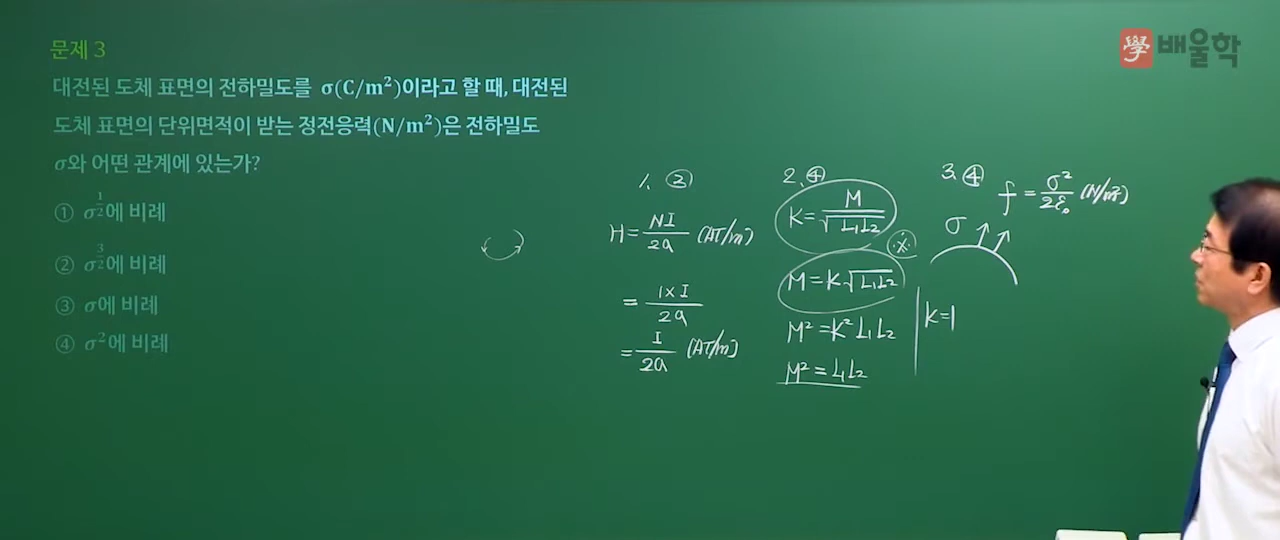 문제 3
대전된 도체 표면의 전하밀도를 σ(C/m²)이라고 할 때, 대전된
도체 표면의 단위면적이 받는 정전응력(N/m²)은 전하밀도
σ와 어떤 관계에 있는가?
① σ^(1/2)에 비례
② σ^(3/2)에 비례
③ σ에 비례
④ σ²에 비례
學 배울학
1. ③
H = NI/2a (AT/m)
= 1×I/2a
= I/2a (AT/m)
2. ④
K = M/√L₁L₂
※
M = K√L₁L₂
M² = K² L₁L₂
M² = L₁L₂
K=1
3. ④
f = σ²/2ε₀ (N/m²)
σ